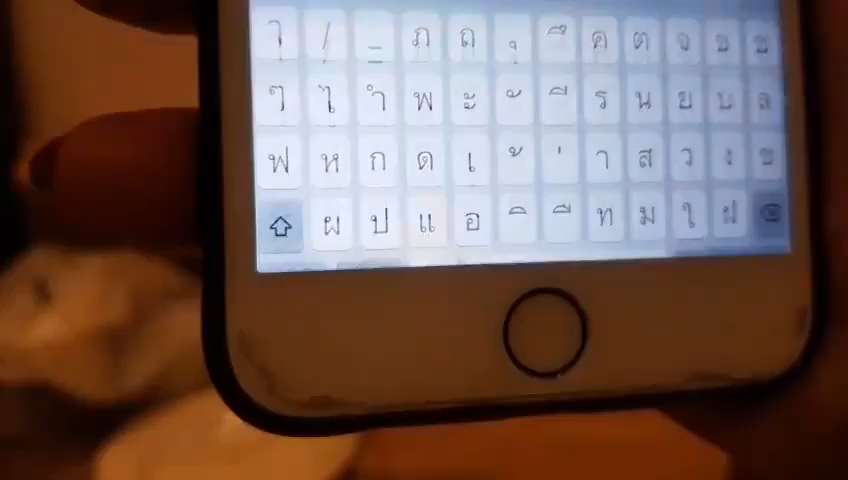 ๅ / _ ภ ถ ุ ึ ค ต จ ข ช
ๆ ไ ำ พ ะ ั ี ร น ย บ ล
ฟ ห ก ด เ ้ ่ า ส ว ง
ผ ป แ อ ิ ื ท ม ใ ฝ